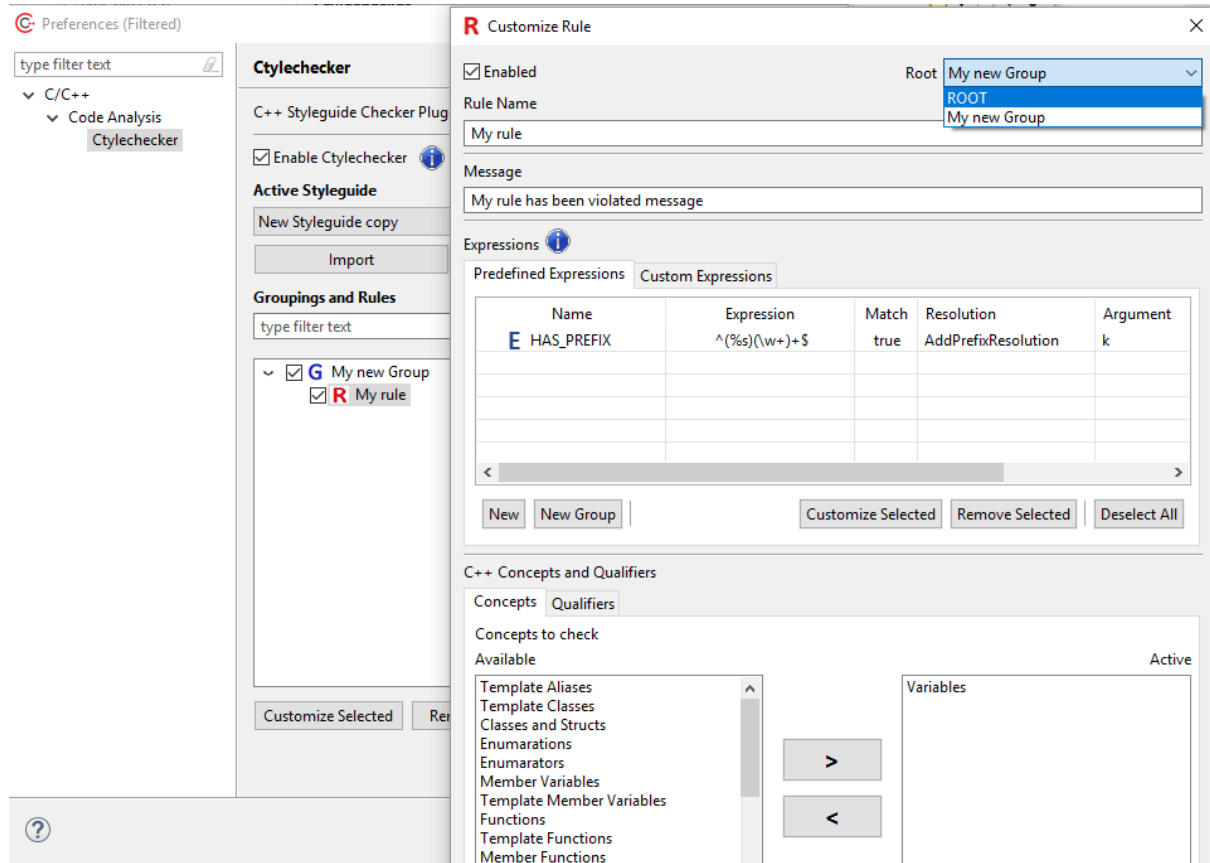 Preferences (Filtered)
type filter text
C/C++
Code Analysis
Ctylechecker
Ctylechecker
C++ Styleguide Checker Plug
Enable Ctylechecker
Active Styleguide
New Styleguide copy
Import
Groupings and Rules
type filter text
G My new Group
R My rule
Customize Selected
Rer
R Customize Rule
Enabled
Root My new Group
ROOT
My new Group
Rule Name
My rule
Message
My rule has been violated message
Expressions
Predefined Expressions Custom Expressions
Name Expression Match Resolution Argument
E HAS_PREFIX ^(%s)(\w+)+$ true AddPrefixResolution k
New New Group Customize Selected Remove Selected Deselect All
C++ Concepts and Qualifiers
Concepts Qualifiers
Concepts to check
Available Active
Template Aliases
Template Classes
Classes and Structs
Enumarations
Enumarators
Member Variables
Template Member Variables
Functions
Template Functions
Member Functions
>
<
Variables